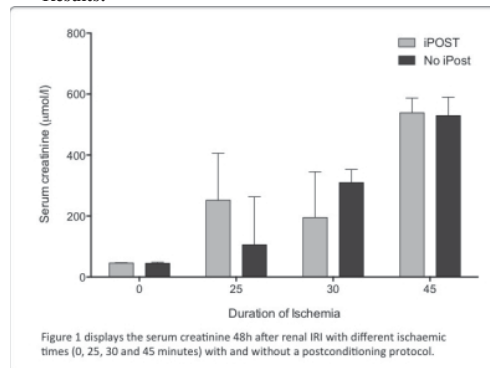 800
iPOST
No iPost
600
400
200
0
Serum creatinine (µmol/l)
0 25 30 45
Duration of Ischemia
Figure 1 displays the serum creatinine 48h after renal IRI with different ischaemic
times (0, 25, 30 and 45 minutes) with and without a postconditioning protocol.